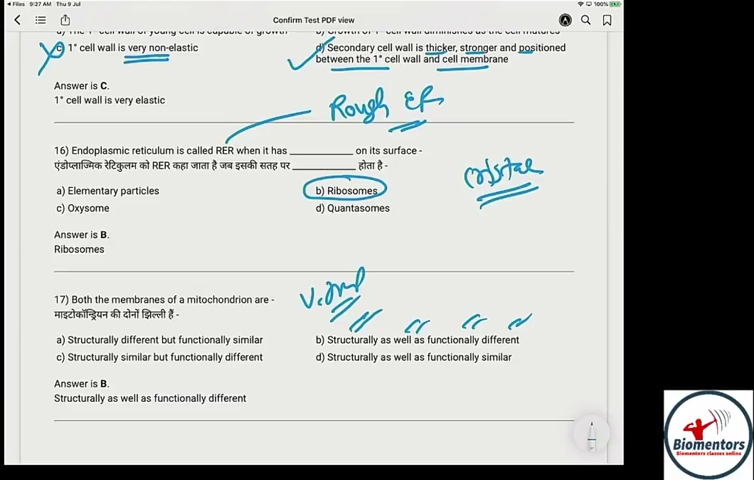 Files 9:27 AM Thu 9 Jul
100%
Confirm Test PDF view
c) 1° cell wall is very non-elastic
d) Secondary cell wall is thicker, stronger and positioned
between the 1° cell wall and cell membrane
Answer is C.
1° cell wall is very elastic
Rough ER
16) Endoplasmic reticulum is called RER when it has ____________ on its surface -
एंडोप्लाज्मिक रेटिकुलम को RER कहा जाता है जब इसकी सतह पर ____________ होता है -
a) Elementary particles
b) Ribosomes
c) Oxysome
d) Quantasomes
Answer is B.
Ribosomes
V. Imp
17) Both the membranes of a mitochondrion are -
माइटोकॉन्ड्रियन की दोनों झिल्ली हैं -
a) Structurally different but functionally similar
b) Structurally as well as functionally different
c) Structurally similar but functionally different
d) Structurally as well as functionally similar
Answer is B.
Structurally as well as functionally different
Biomentors
Biomentors classes online